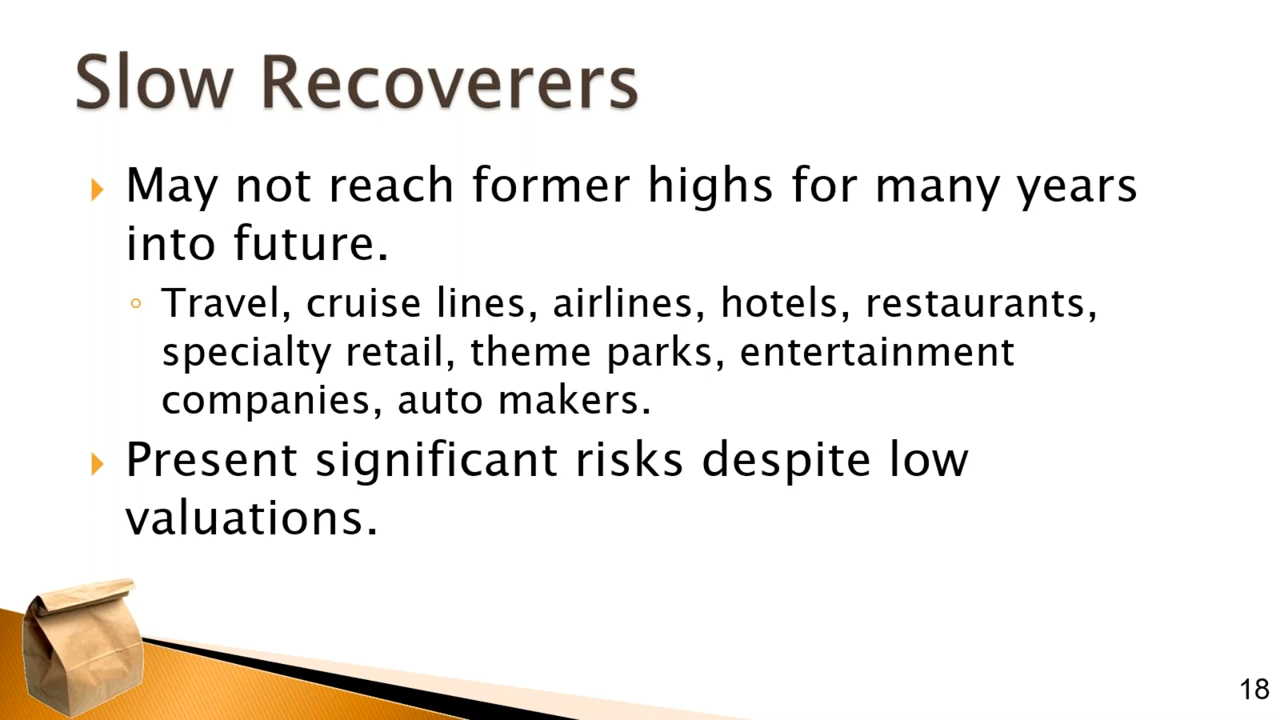 Slow Recoverers
May not reach former highs for many years
into future.
Travel, cruise lines, airlines, hotels, restaurants,
specialty retail, theme parks, entertainment
companies, auto makers.
Present significant risks despite low
valuations.
18